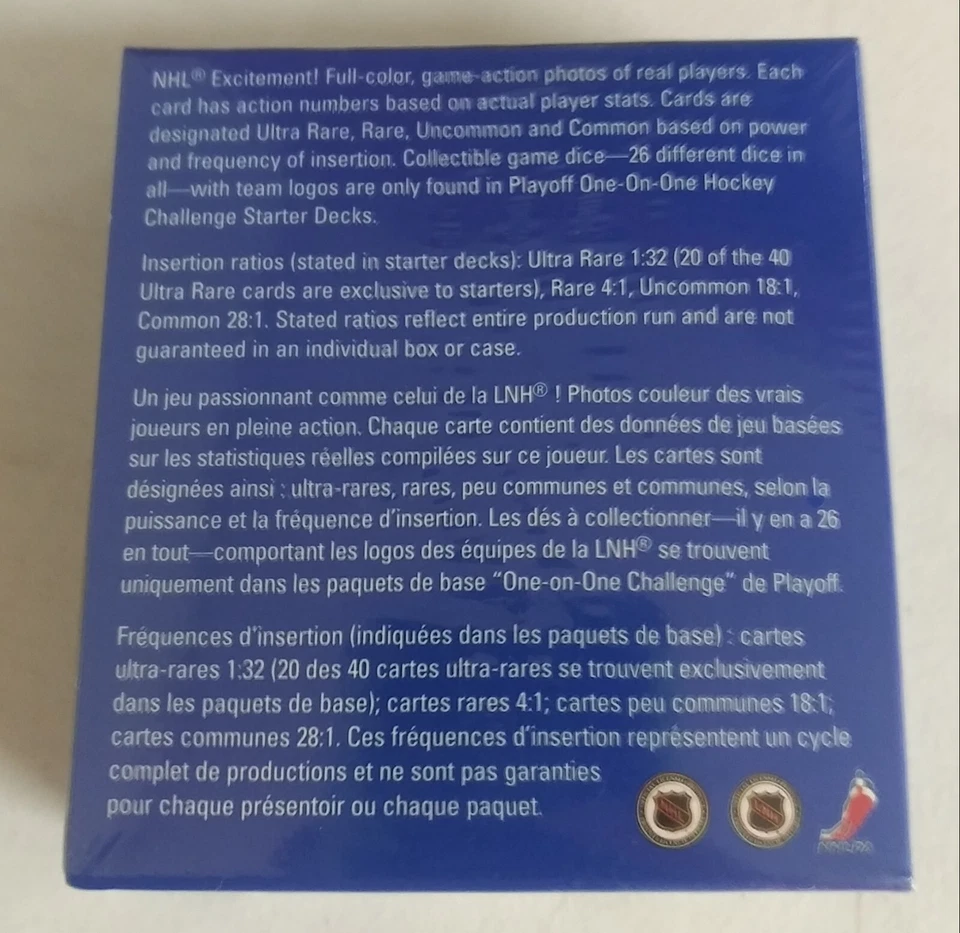 NHL® Excitement! Full-color, game-action photos of real players. Each
card has action numbers based on actual player stats. Cards are
designated Ultra Rare, Rare, Uncommon and Common based on power
and frequency of insertion. Collectible game dice—26 different dice in
all—with team logos are only found in Playoff One-On-One Hockey
Challenge Starter Decks.
Insertion ratios (stated in starter decks): Ultra Rare 1:32 (20 of the 40
Ultra Rare cards are exclusive to starters), Rare 4:1, Uncommon 18:1,
Common 28:1. Stated ratios reflect entire production run and are not
guaranteed in an individual box or case.
Un jeu passionnant comme celui de la LNH® ! Photos couleur des vrais
joueurs en pleine action. Chaque carte contient des données de jeu basées
sur les statistiques réelles compilées sur ce joueur. Les cartes sont
désignées ainsi : ultra-rares, rares, peu communes et communes, selon la
puissance et la fréquence d'insertion. Les dés à collectionner—il y en a 26
en tout—comportant les logos des équipes de la LNH® se trouvent
uniquement dans les paquets de base "One-on-One Challenge" de Playoff.
Fréquences d'insertion (indiquées dans les paquets de base) : cartes
ultra-rares 1:32 (20 des 40 cartes ultra-rares se trouvent exclusivement
dans les paquets de base); cartes rares 4:1; cartes peu communes 18:1;
cartes communes 28:1. Ces fréquences d'insertion représentent un cycle
complet de productions et ne sont pas garanties
pour chaque présentoir ou chaque paquet.
NHL
NHLPA